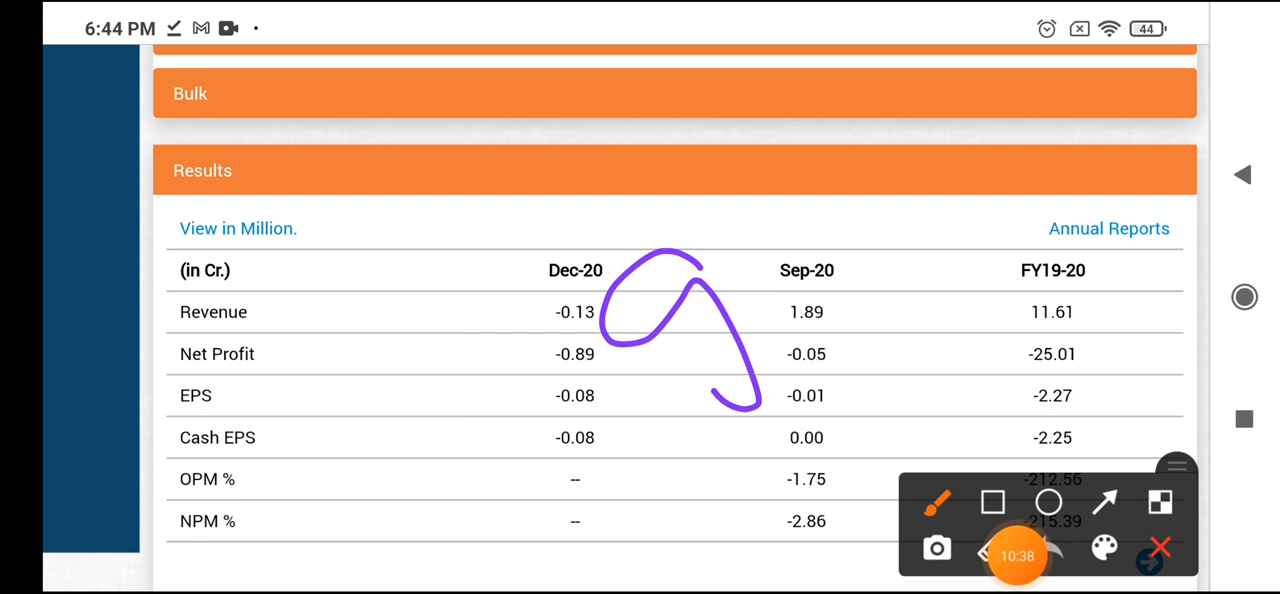 6:44 PM 44
Bulk
Results
View in Million. Annual Reports
(in Cr.) Dec-20 Sep-20 FY19-20
Revenue -0.13 1.89 11.61
Net Profit -0.89 -0.05 -25.01
EPS -0.08 -0.01 -2.27
Cash EPS -0.08 0.00 -2.25
OPM % -- -1.75 -212.56
NPM % -- -2.86 -215.39
10:38